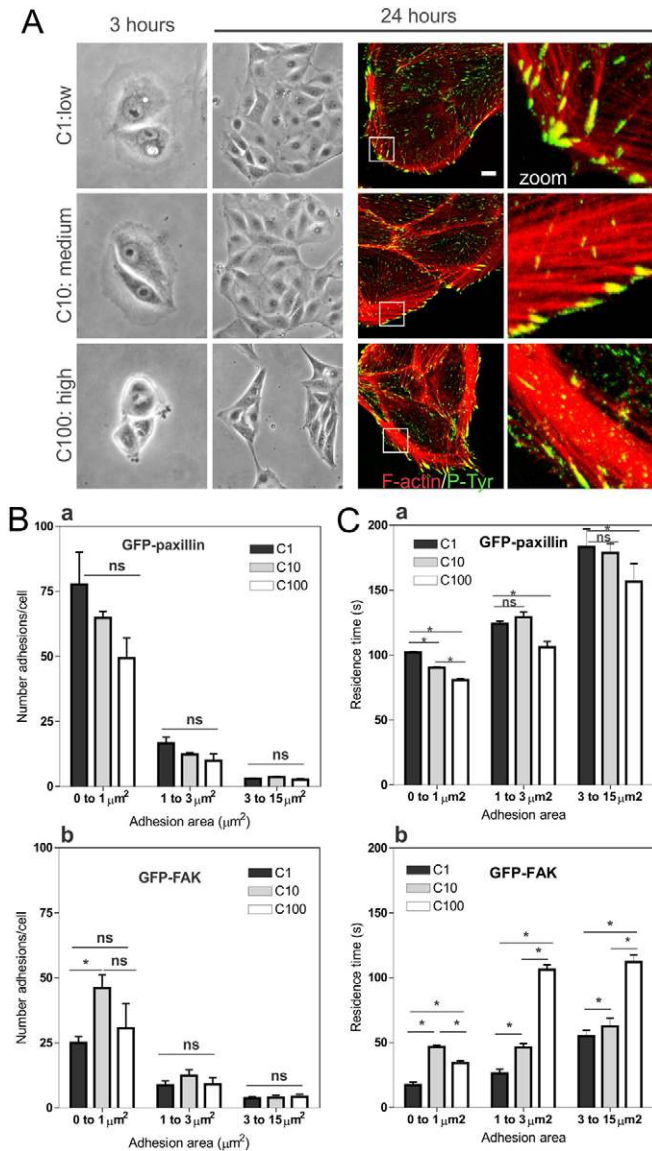 A
3 hours
24 hours
C1:low
zoom
C10: medium
C100: high
F-actin/P-Tyr
B
a
GFP-paxillin
C1
C10
C100
ns
ns
ns
Number adhesions/cell
100
75
50
25
0
0 to 1 μm²
1 to 3 μm²
3 to 15 μm²
Adhesion area (μm²)
b
GFP-FAK
C1
C10
C100
ns
* ns
ns
ns
Number adhesions/cell
100
75
50
25
0
0 to 1 μm²
1 to 3 μm²
3 to 15 μm²
Adhesion area (μm²)
C
a
GFP-paxillin
C1
C10
C100
*
ns
*
ns
*
*
*
Residence time (s)
200
150
100
50
0
0 to 1 μm2
1 to 3 μm2
3 to 15 μm2
Adhesion area
b
GFP-FAK
C1
C10
C100
*
* *
*
* *
*
* *
Residence time (s)
200
150
100
50
0
0 to 1 μm2
1 to 3 μm2
3 to 15 μm2
Adhesion area